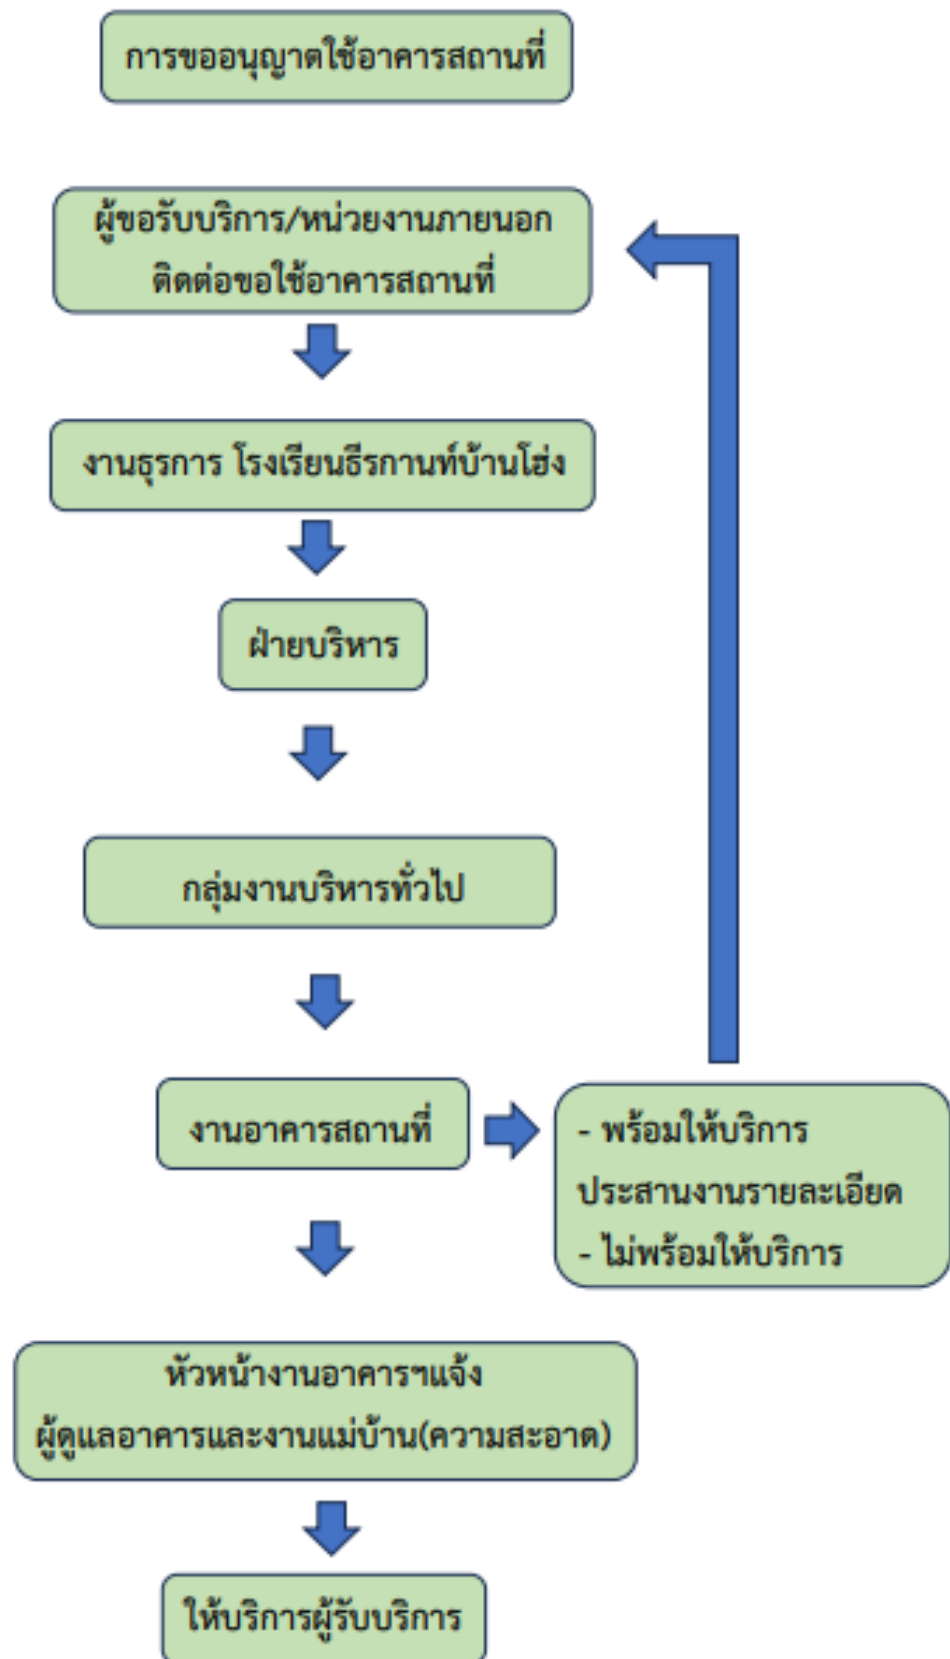 การขออนุญาตใช้อาคารสถานที่
ผู้ขอรับบริการ/หน่วยงานภายนอก
ติดต่อขอใช้อาคารสถานที่
งานธุรการ โรงเรียนธีรกานท์บ้านโฮ่ง
ฝ่ายบริหาร
กลุ่มงานบริหารทั่วไป
งานอาคารสถานที่
- พร้อมให้บริการ
ประสานงานรายละเอียด
- ไม่พร้อมให้บริการ
หัวหน้างานอาคารฯแจ้ง
ผู้ดูแลอาคารและงานแม่บ้าน(ความสะอาด)
ให้บริการผู้รับบริการ